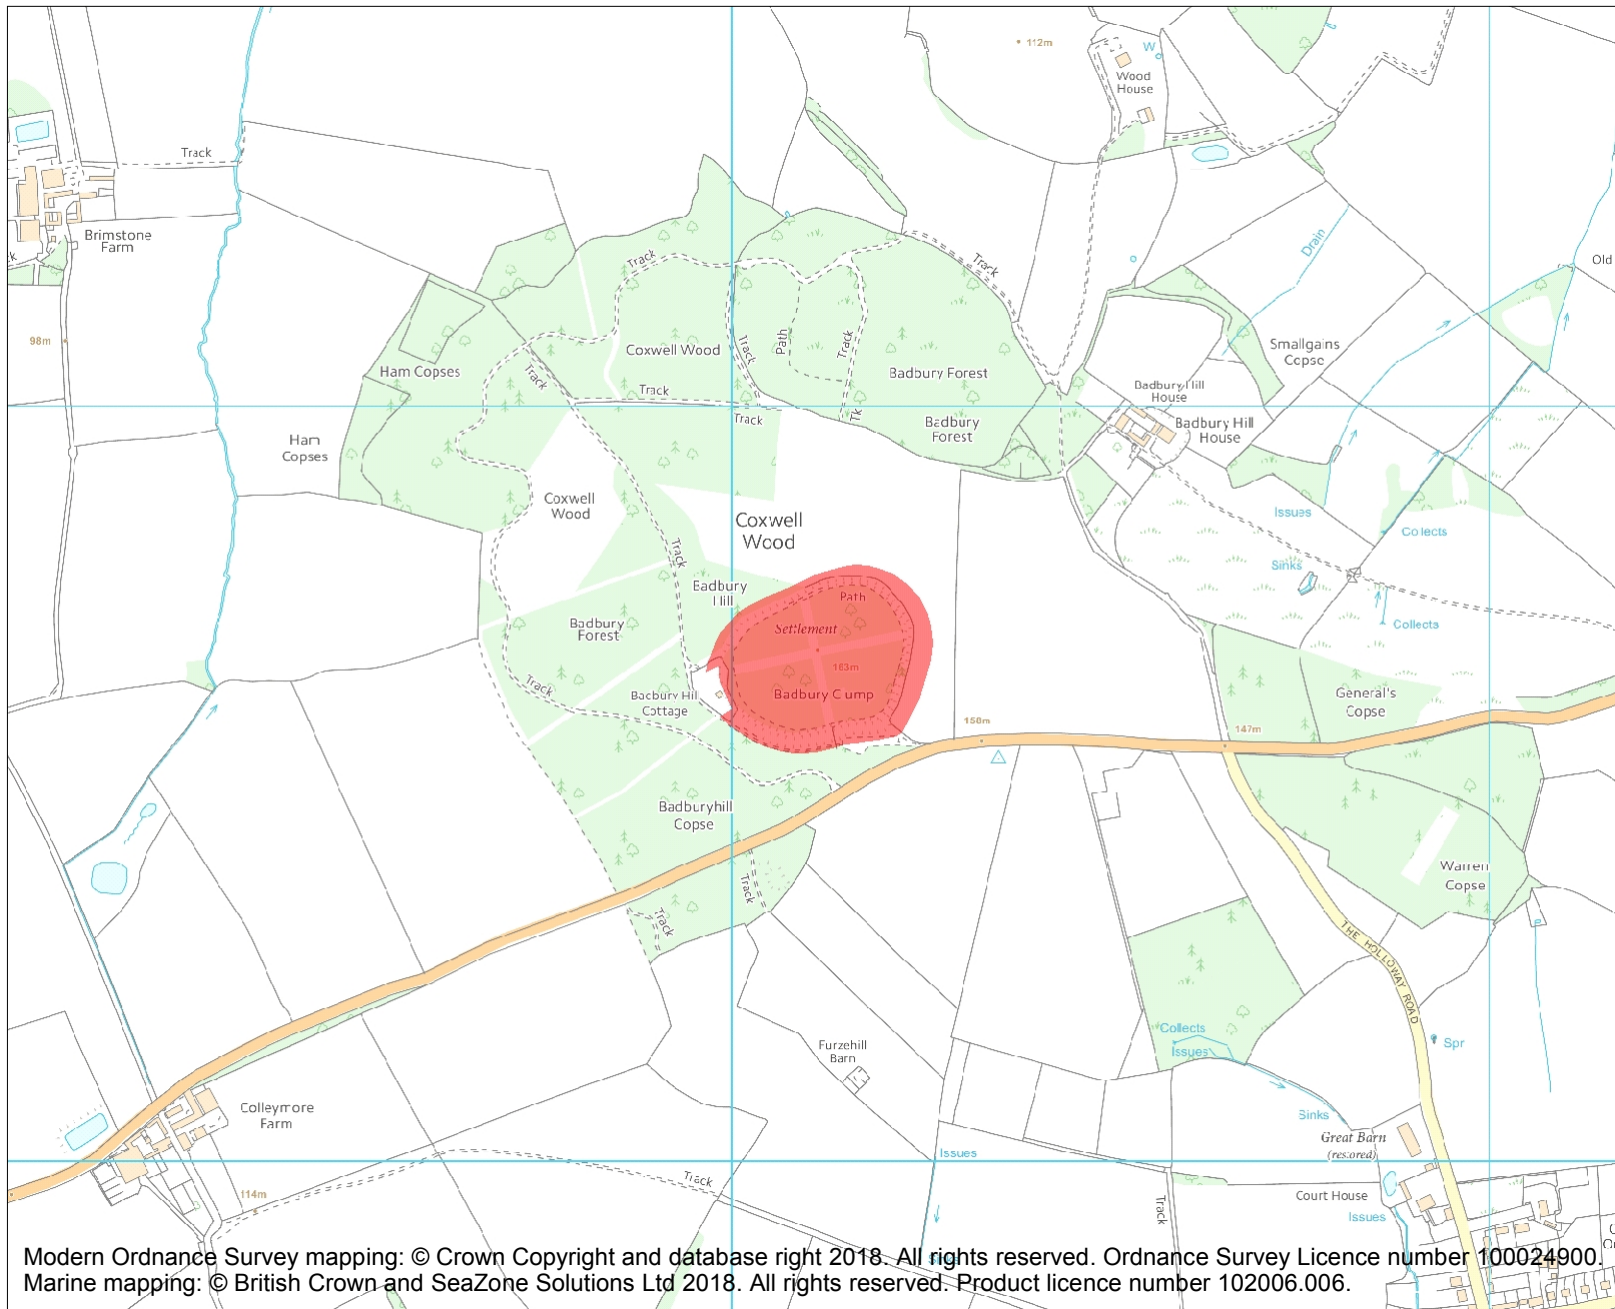 112m
W
Wood
House
Track
Brimstone
Farm
Drain
Old
Track
Track
98m
Coxwell Wood
Track
Path
Track
Smallgains
Copse
Ham Copses
Track
Badbury Forest
Track
Badbury Hill
House
Track
Tk
Badbury
Forest
Badbury Hill
House
Ham
Copses
Coxwell
Wood
Coxwell
Wood
Issues
Collects
Track
Sinks
Badbury
Hill
Path
Badbury
Forest
Settlement
Collects
163m
Track
Badbury Hill
Cottage
Badbury Clump
General's
Copse
150m
147m
Badburyhill
Copse
Warren
Copse
Track
Track
THE HOLLOWAY ROAD
Collects
Issues
Spr
Furzehill
Barn
Colleymore
Farm
Sinks
Great Barn
(restored)
Issues
Track
114m
Track
Court House
Issues
Modern Ordnance Survey mapping: © Crown Copyright and database right 2018. All rights reserved. Ordnance Survey Licence number 100024900.
Marine mapping: © British Crown and SeaZone Solutions Ltd 2018. All rights reserved. Product licence number 102006.006.